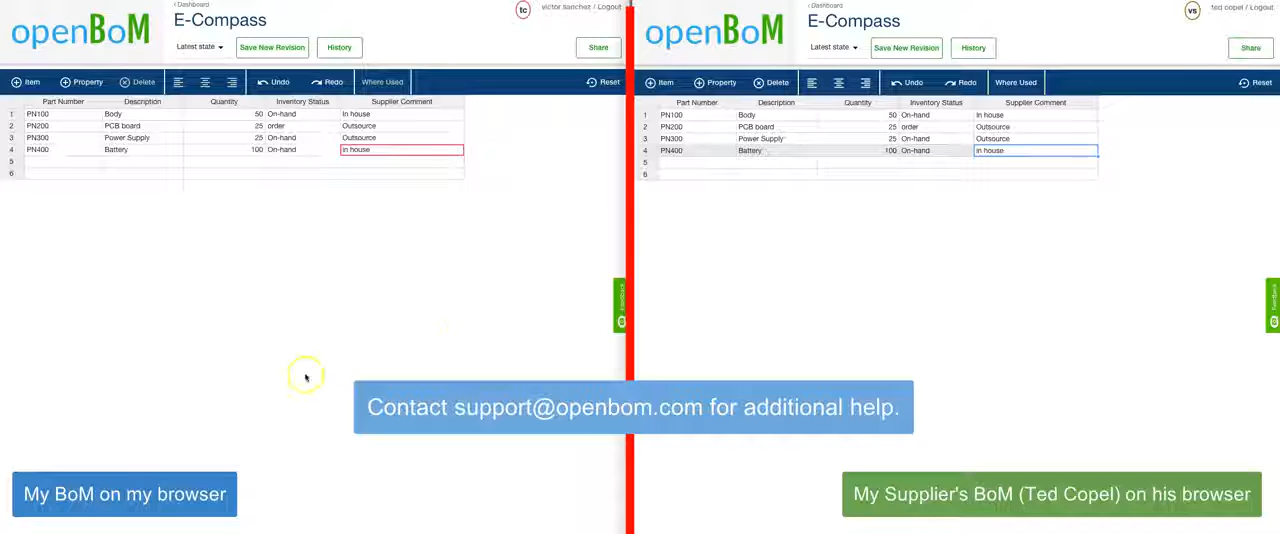 openBoM
‹ Dashboard
E-Compass
tc
victor sanchez / Logout
Latest state
Save New Revision
History
Share
Item
Property
Delete
Undo
Redo
Where Used
Reset
Part Number Description Quantity Inventory Status Supplier Comment
1 PN100 Body 50 On-hand In house
2 PN200 PCB board 25 order Outsource
3 PN300 Power Supply 25 On-hand Outsource
4 PN400 Battery 100 On-hand In house
5
6
openBoM
‹ Dashboard
E-Compass
vs
ted copel / Logout
Latest state
Save New Revision
History
Share
Item
Property
Delete
Undo
Redo
Where Used
Reset
Part Number Description Quantity Inventory Status Supplier Comment
1 PN100 Body 50 On-hand In house
2 PN200 PCB board 25 order Outsource
3 PN300 Power Supply 25 On-hand Outsource
4 PN400 Battery 100 On-hand In house
5
6
Contact support@openbom.com for additional help.
My BoM on my browser
My Supplier's BoM (Ted Copel) on his browser